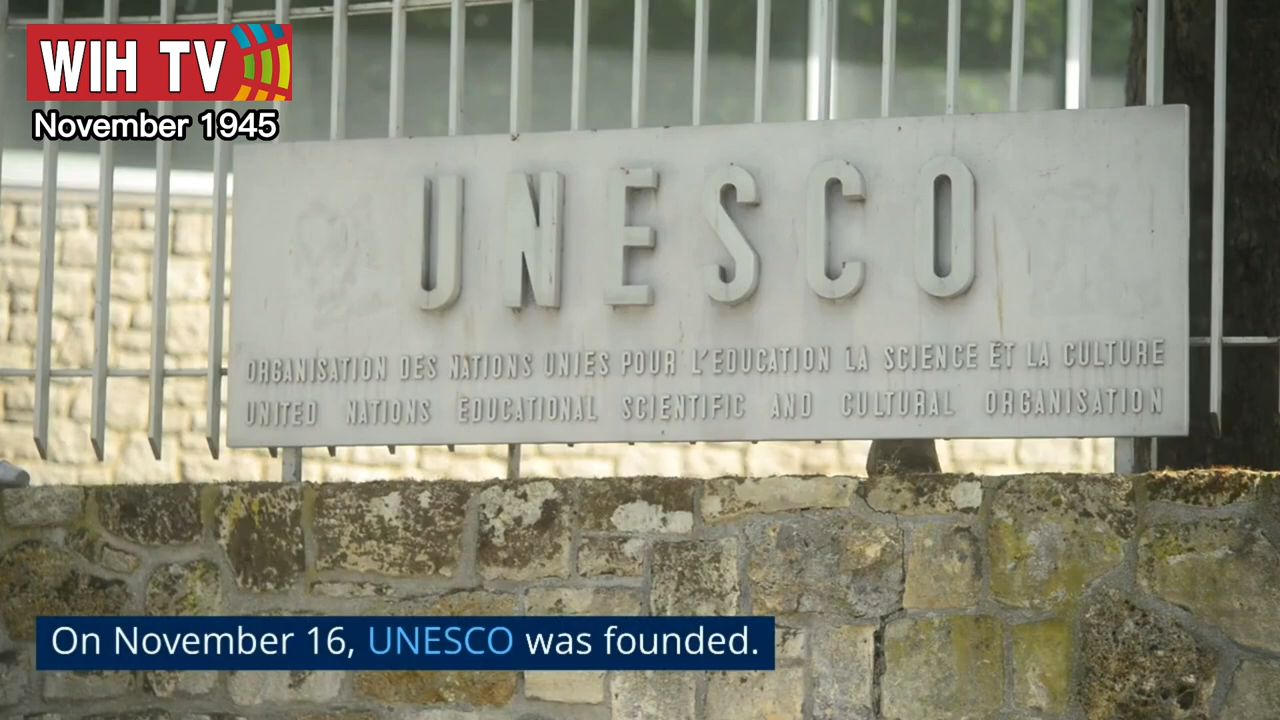 WIH TV
November 1945
UNESCO
ORGANISATION DES NATIONS UNIES POUR L'EDUCATION LA SCIENCE ET LA CULTURE
UNITED NATIONS EDUCATIONAL SCIENTIFIC AND CULTURAL ORGANISATION
On November 16, UNESCO was founded.